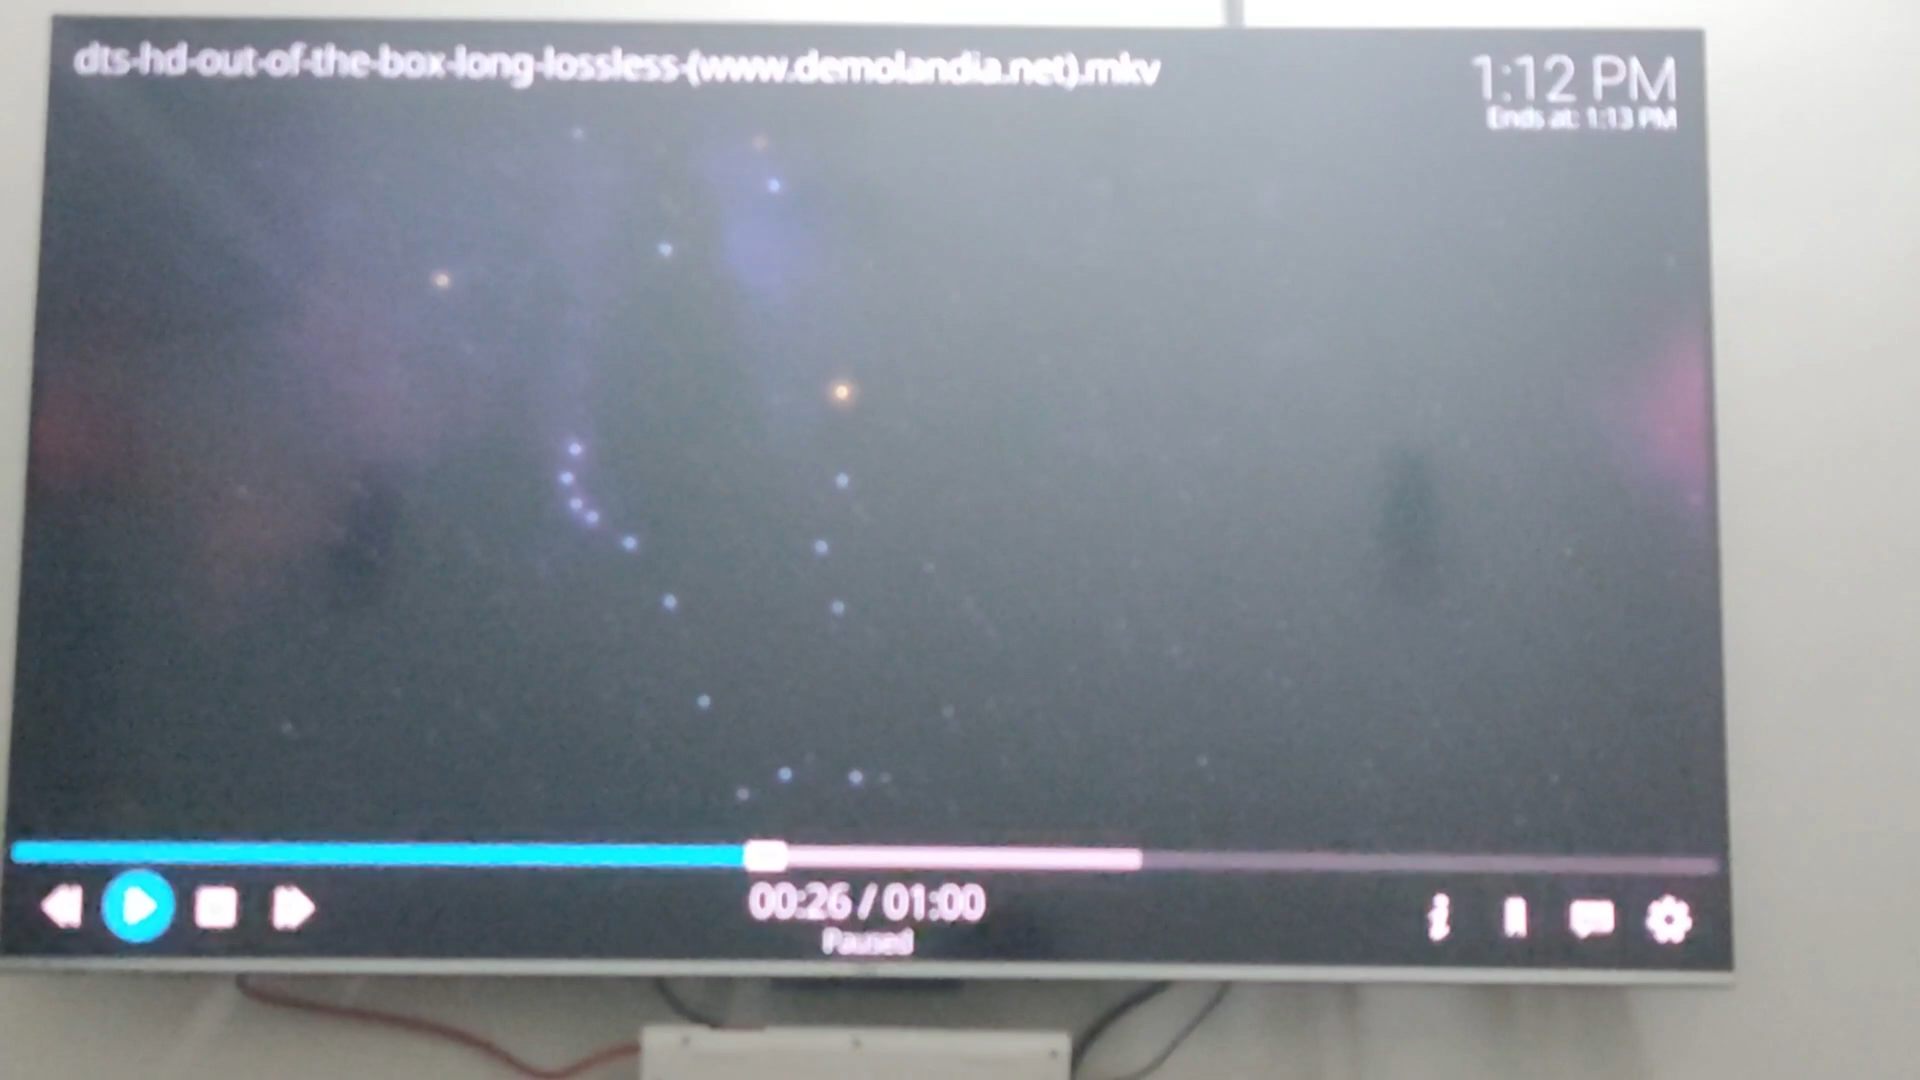 dts-hd-out-of-the-box-long-lossless-(www.demolandia.net).mkv
1:12 PM
Ends at: 1:13 PM
00:26 / 01:00
Paused